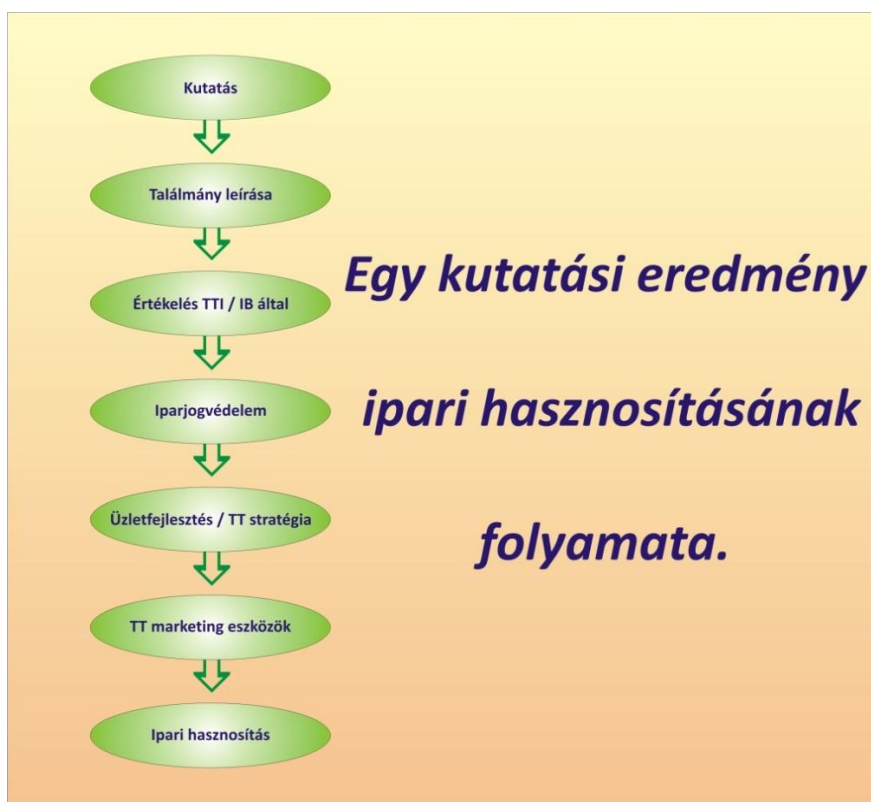 Kutatás
Találmány leírása
Értékelés TTI / IB által
Iparjogvédelem
Üzletfejlesztés / TT stratégia
TT marketing eszközök
Ipari hasznosítás
Egy kutatási eredmény
ipari hasznosításának
folyamata.